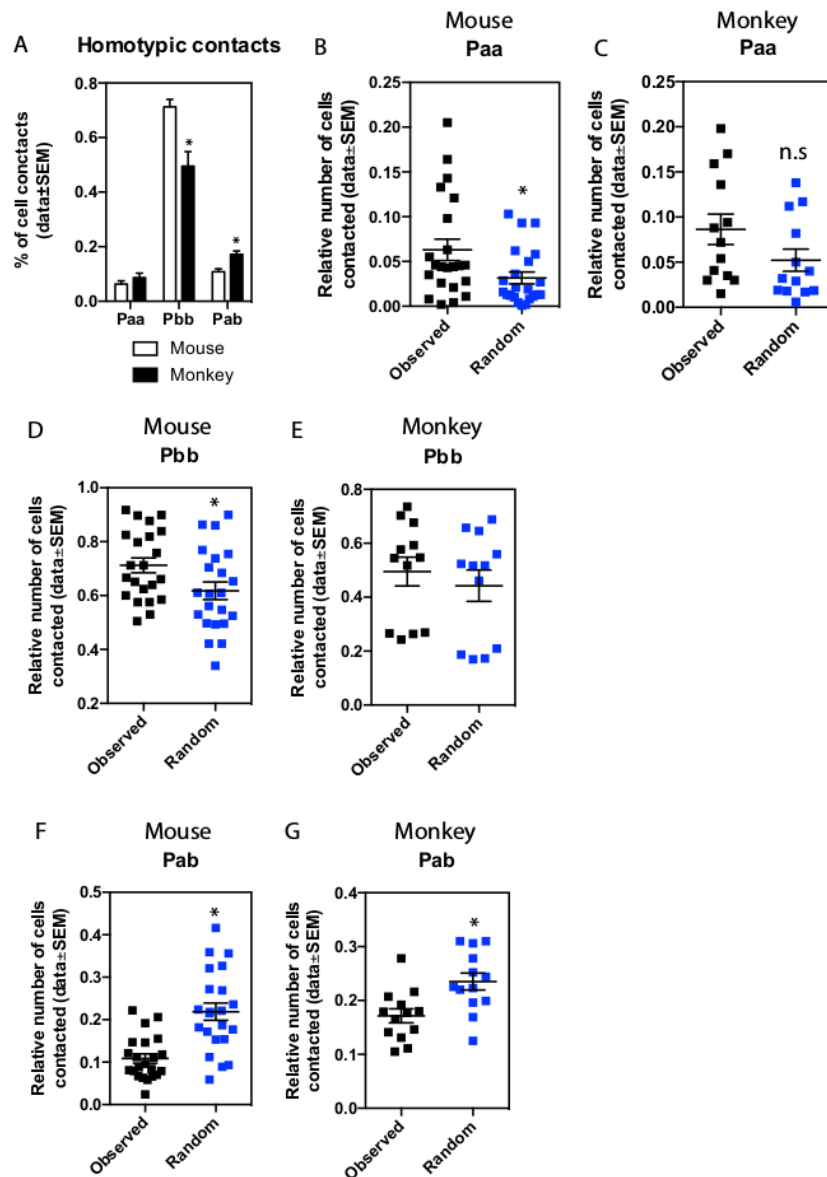 A
Homotypic contacts
% of cell conctacts
(data±SEM)
0.8
0.6
0.4
0.2
0.0
*
*
Paa
Pbb
Pab
Mouse
Monkey
B
Mouse
Paa
Relative number of cells
contacted (data±SEM)
0.25
0.20
0.15
0.10
0.05
0.00
*
Observed
Random
C
Monkey
Paa
Relative number of cells
contacted (data±SEM)
0.25
0.20
0.15
0.10
0.05
0.00
n.s
Observed
Random
D
Mouse
Pbb
Relative number of cells
contacted (data±SEM)
1.0
0.8
0.6
0.4
0.2
*
Observed
Random
E
Monkey
Pbb
Relative number of cells
contacted (data±SEM)
0.8
0.6
0.4
0.2
0.0
Observed
Random
F
Mouse
Pab
Relative number of cells
contacted (data±SEM)
0.5
0.4
0.3
0.2
0.1
0.0
*
Observed
Random
G
Monkey
Pab
Relative number of cells
contacted (data±SEM)
0.4
0.3
0.2
0.1
0.0
*
Observed
Random